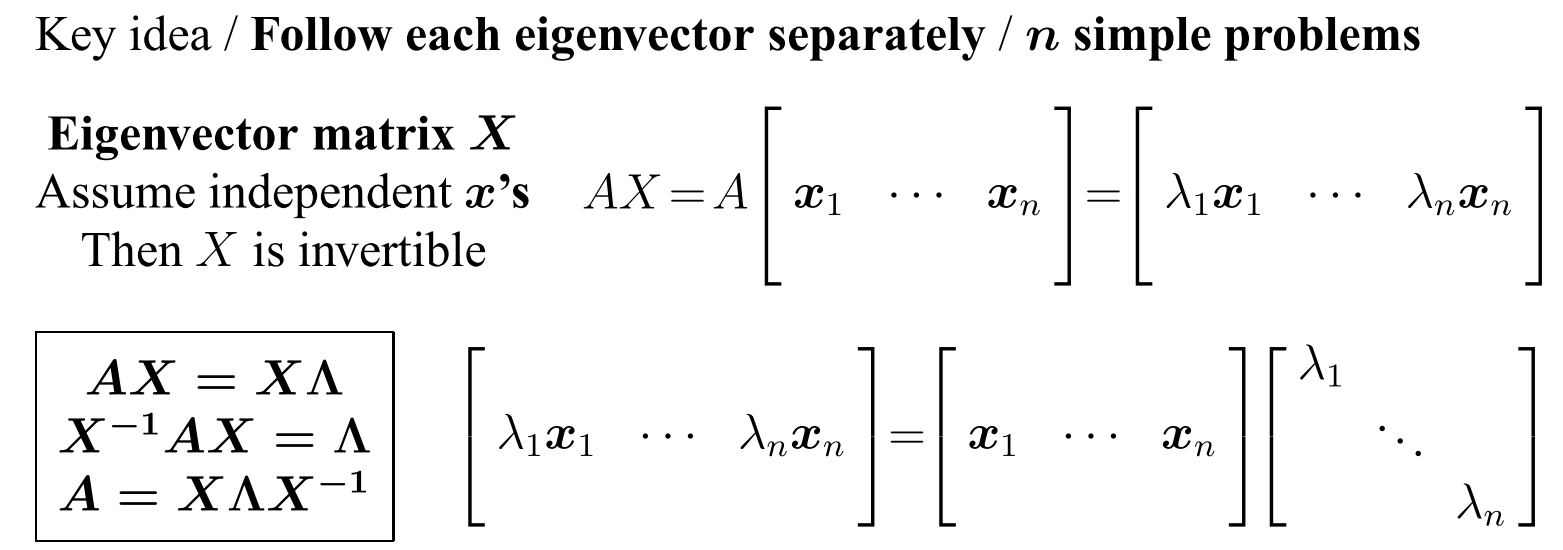 Key idea / Follow each eigenvector separately / n simple problems
Eigenvector matrix X
Assume independent x's
Then X is invertible
AX = A [ x₁ ⋯ xₙ ] = [ λ₁x₁ ⋯ λₙxₙ ]
AX = XΛ
X⁻¹AX = Λ
A = XΛX⁻¹
[ λ₁x₁ ⋯ λₙxₙ ] = [ x₁ ⋯ xₙ ] [ λ₁ ⋱ λₙ ]